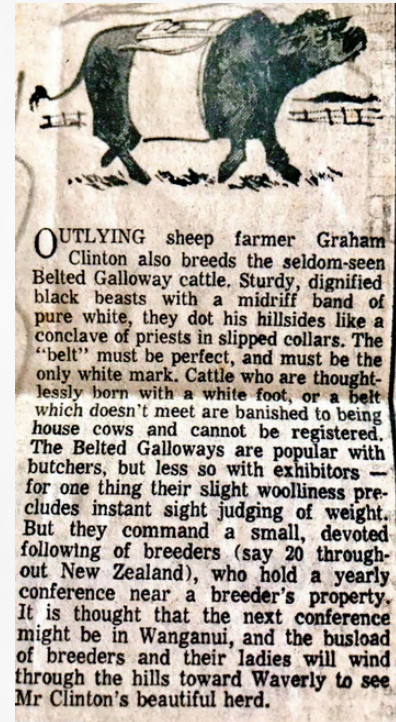 OUTLYING sheep farmer Graham
Clinton also breeds the seldom-seen
Belted Galloway cattle. Sturdy, dignified
black beasts with a midriff band of
pure white, they dot his hillsides like a
conclave of priests in slipped collars. The
"belt" must be perfect, and must be the
only white mark. Cattle who are thought-
lessly born with a white foot, or a belt
which doesn't meet are banished to being
house cows and cannot be registered.
The Belted Galloways are popular with
butchers, but less so with exhibitors —
for one thing their slight woolliness pre-
cludes instant sight judging of weight.
But they command a small, devoted
following of breeders (say 20 through-
out New Zealand), who hold a yearly
conference near a breeder's property.
It is thought that the next conference
might be in Wanganui, and the busload
of breeders and their ladies will wind
through the hills toward Waverly to see
Mr Clinton's beautiful herd.